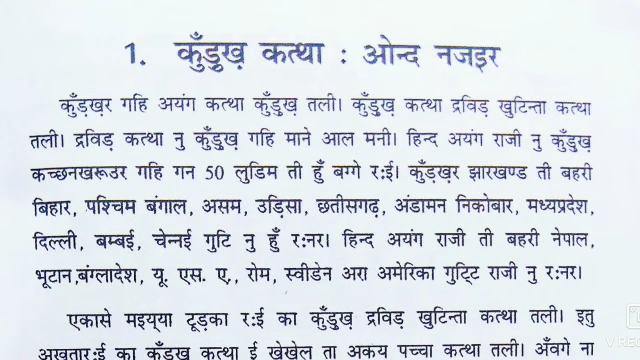 1. कुँड़ुख़ कत्था : ओन्द नजइर
कुँड़ख़र गहि अयंग कत्था कुँड़ुख़ तली। कुँड़ुख़ कत्था द्रविड़ खुटिन्ता कत्था
तली। द्रविड़ कत्था नु कुँड़ुख़ गहि माने आल मनी। हिन्द अयंग राजी नु कुँड़ुख़
कच्छनखरूउर गहि गन 50 लुडिम ती हुँ बग्गे र:ई। कुँड़ख़र झारखण्ड ती बहरी
बिहार, पश्चिम बंगाल, असम, उड़िसा, छतीसगढ़, अंडामन निकोबार, मध्यप्रदेश,
दिल्ली, बम्बई, चेन्नई गुटि नु हुँ र:नर। हिन्द अयंग राजी ती बहरी नेपाल,
भूटान,बंग्लादेश, यू. एस. ए., रोम, स्वीडेन अरा अमेरिका गुट्टि राजी नु र:नर।
एकासे मइय्या टूड़का र:ई का कुँड़ुख़ द्रविड़ खुटिन्ता कत्था तली। इतु
अख़तार:ई का कुँड़ुख़ कत्था ई खेखेल ता अकय पच्चा कत्था तली। अँवगे ना